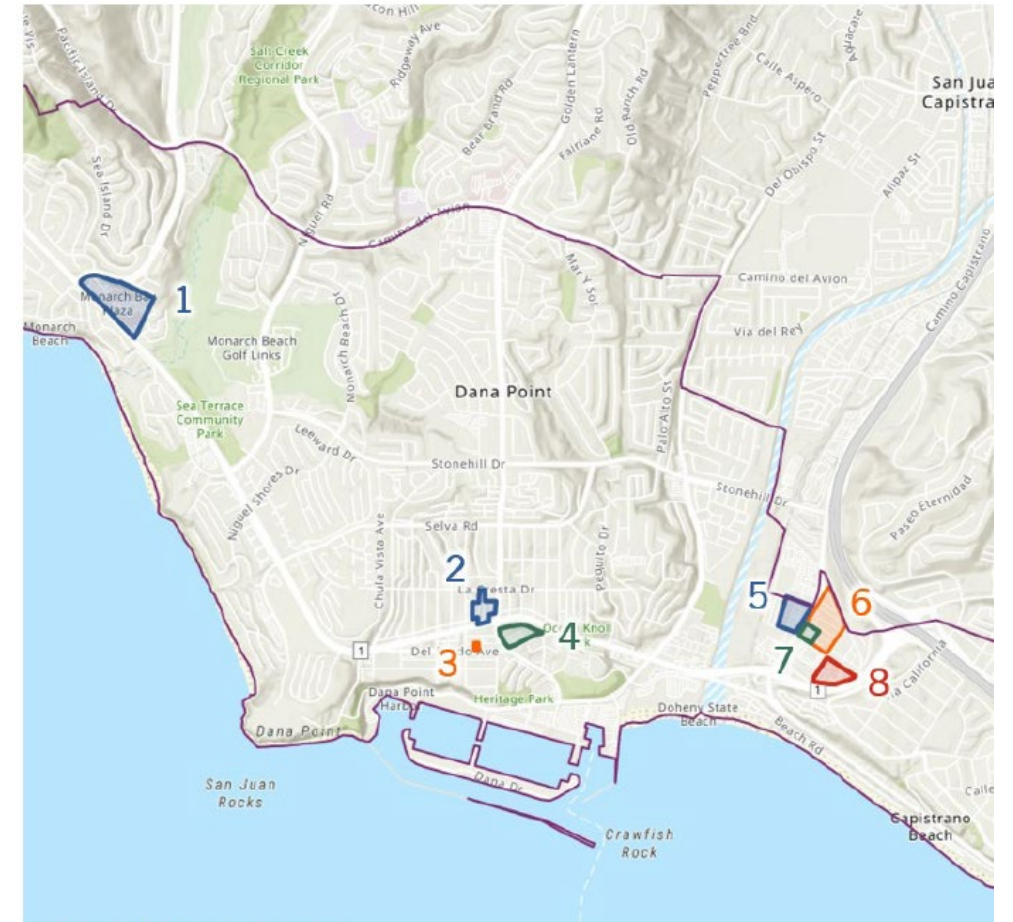 Pacific Island Dr
Salt Creek
Corridor
Regional Park
Ridgeway Ave
Bear Brand Rd
Golden Lantern
Fairlane Rd
Old Ranch Rd
Peppertree Bnd
Calle Aspero
San Jua
Capistra
Del Obispo St
Alipaz St
Sea Island Dr
Niguel Rd
Camino del Avion
Mar Y Sol
Camino del Avion
Camino Capistrano
Monarch Ba
Plaza
1
Monarch
Beach
Monarch Beach
Golf Links
Monarch Beach Dr
Via del Rey
Dana Point
Palo Alto St
Sea Terrace
Community
Park
Leeward Dr
Stonehill Dr
Niguel Shores Dr
Stonehill Dr
Paseo Eternidad
Selva Rd
Chula Vista Ave
Pequito Dr
2
La Cresta Dr
5
6
4
7
1
3
8
1
Via California
Dana Point
Harbor
Heritage Park
Doheny State
Beach
Beach Rd
Dana Point
Dana Dr
San Juan
Rocks
Crawfish
Rock
Calle
Capistrano
Beach